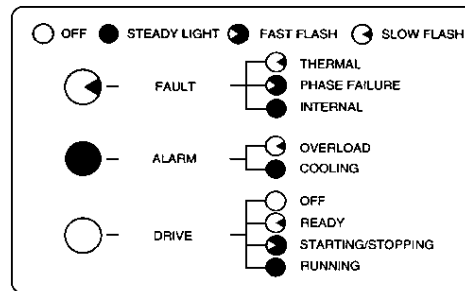 OFF STEADY LIGHT FAST FLASH SLOW FLASH
FAULT
THERMAL
PHASE FAILURE
INTERNAL
ALARM
OVERLOAD
COOLING
DRIVE
OFF
READY
STARTING/STOPPING
RUNNING